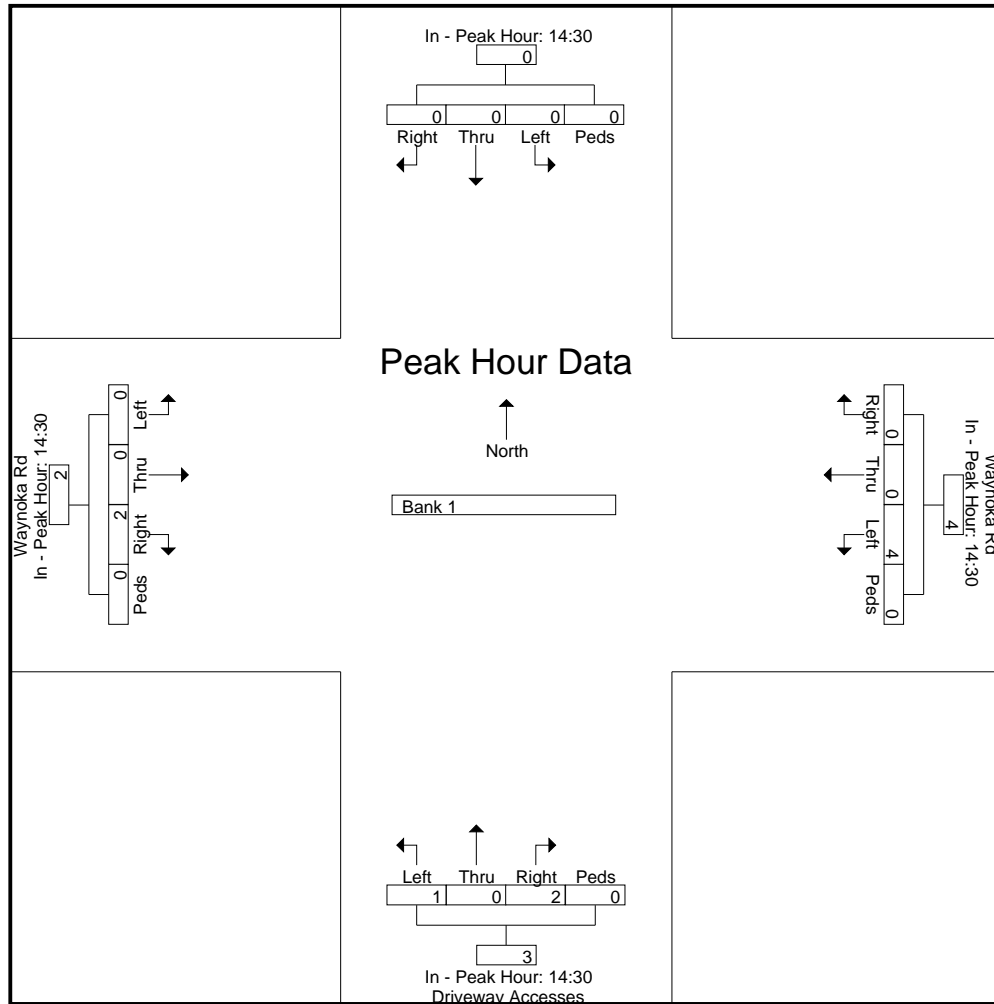 In - Peak Hour: 14:30
0
0 0 0 0
Right Thru Left Peds
Peak Hour Data
North
Bank 1
Waynoka Rd
In - Peak Hour: 14:30
2
0 0 2 0
Left Thru Right Peds
Waynoka Rd
In - Peak Hour: 14:30
4
0 0 4 0
Right Thru Left Peds
Left Thru Right Peds
1 0 2 0
3
In - Peak Hour: 14:30
Driveway Accesses